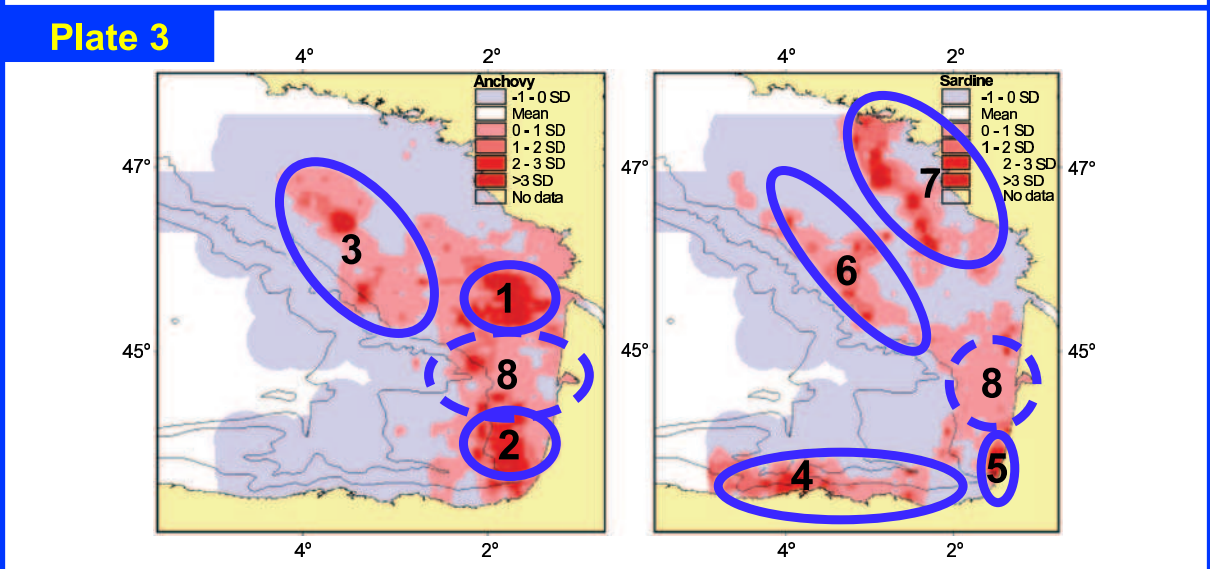 Plate 3
4° 2°
Anchovy
-1 - 0 SD
Mean
0 - 1 SD
1 - 2 SD
2 - 3 SD
>3 SD
No data
47°
45°
3
1
8
2
4° 2°
4° 2°
Sardine
-1 - 0 SD
Mean
0 - 1 SD
1 - 2 SD
2 - 3 SD
>3 SD
No data
47° 47°
45° 45°
7
6
8
4
5
4° 2°